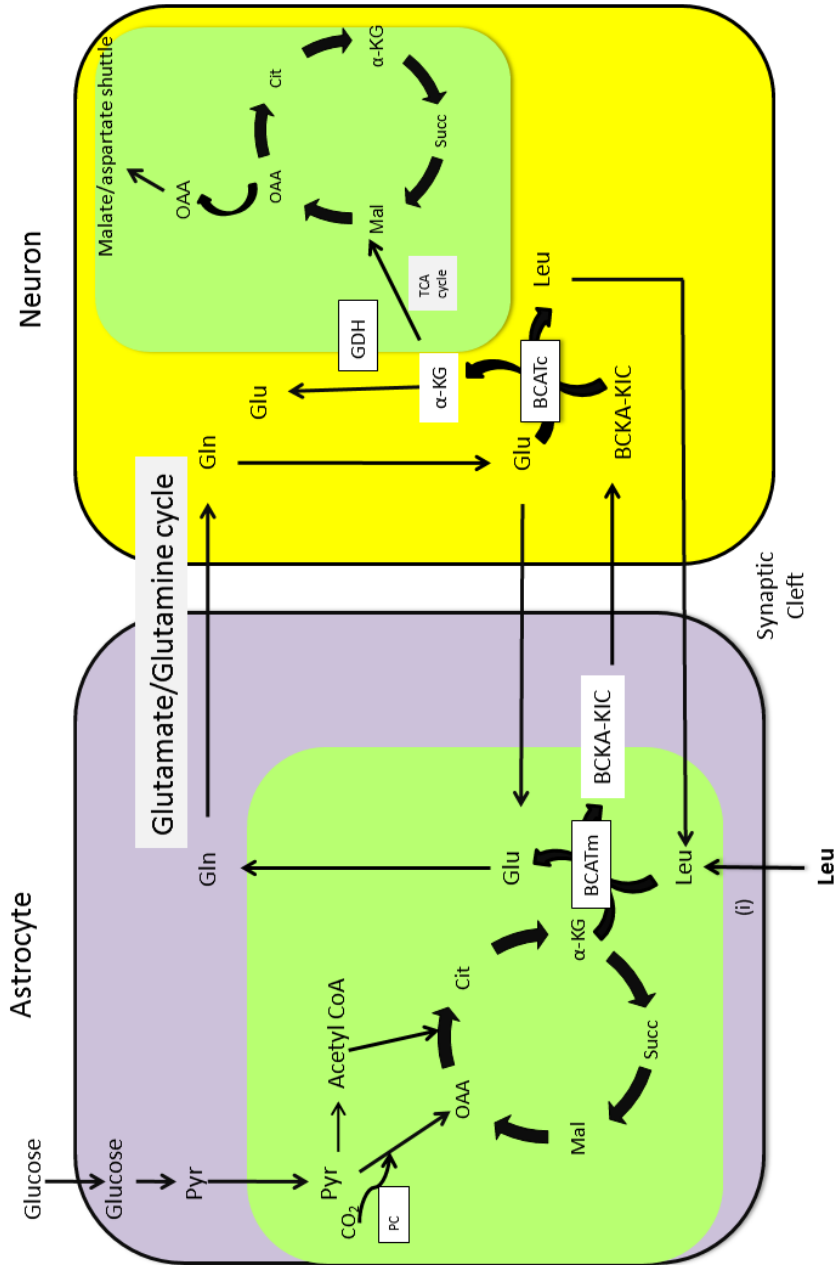 Astrocyte
Neuron
Glucose
Glucose
Pyr
Pyr
CO2
PC
Acetyl CoA
OAA
Cit
α-KG
Succ
Mal
Gln
Glu
BCATm
BCKA-KIC
Leu
(i)
Leu
Glutamate/Glutamine cycle
Synaptic
Cleft
Gln
Glu
Glu
α-KG
GDH
BCATc
BCKA-KIC
Leu
TCA
cycle
Malate/aspartate shuttle
OAA
OAA
Cit
α-KG
Succ
Mal